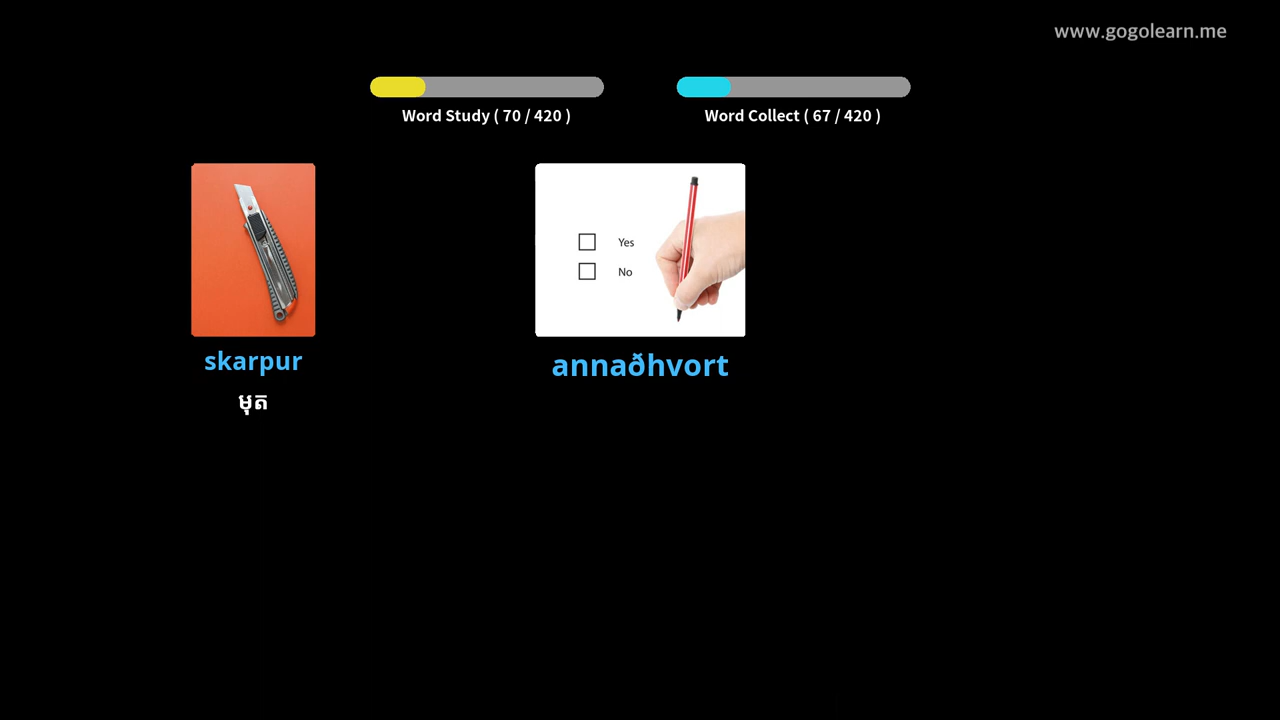 www.gogolearn.me
Word Study ( 70 / 420 )
Word Collect ( 67 / 420 )
Yes
No
skarpur
មុត
annaðhvort